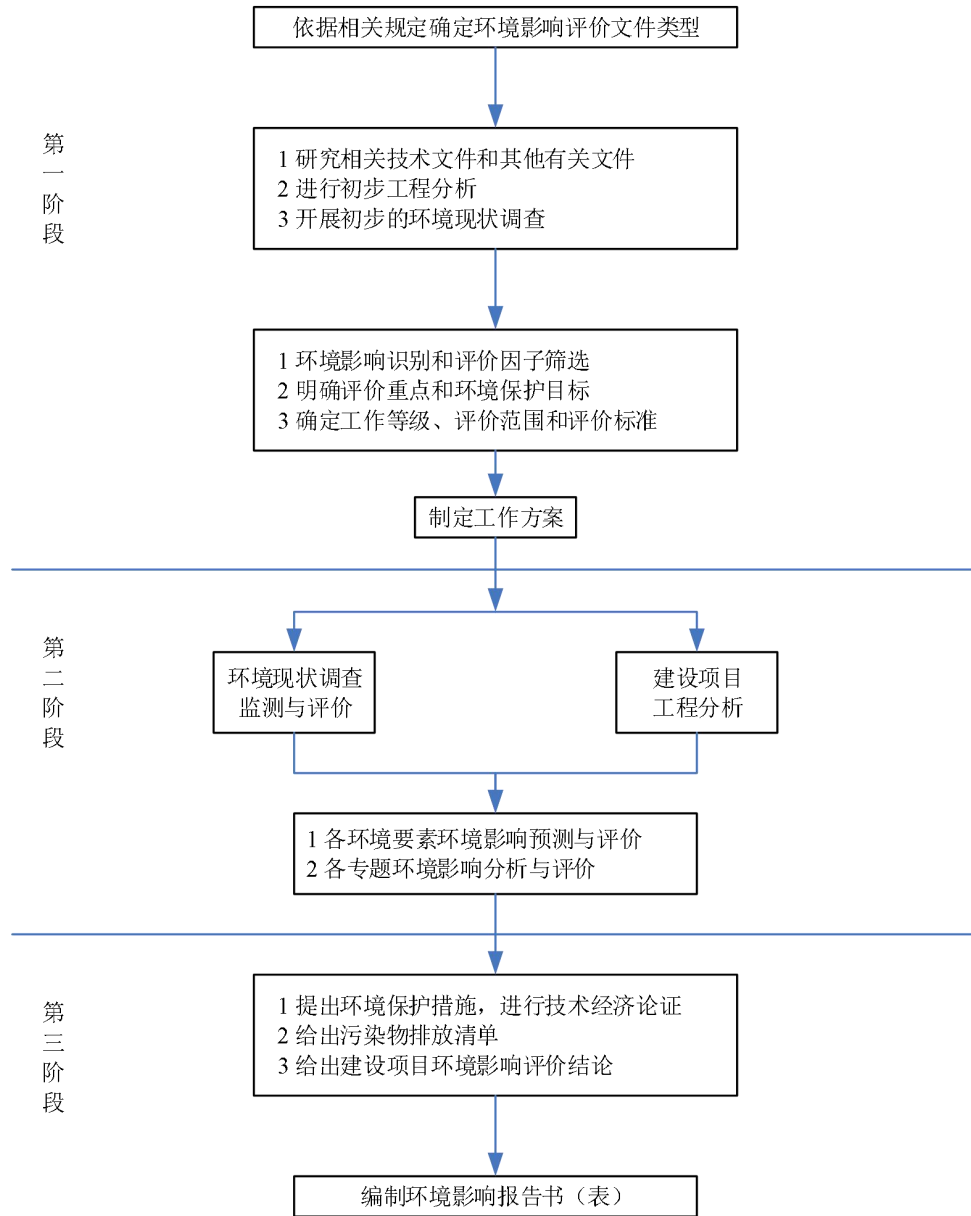 依据相关规定确定环境影响评价文件类型
第一阶段
1 研究相关技术文件和其他有关文件
2 进行初步工程分析
3 开展初步的环境现状调查
1 环境影响识别和评价因子筛选
2 明确评价重点和环境保护目标
3 确定工作等级、评价范围和评价标准
制定工作方案
第二阶段
环境现状调查
监测与评价
建设项目
工程分析
1 各环境要素环境影响预测与评价
2 各专题环境影响分析与评价
第三阶段
1 提出环境保护措施，进行技术经济论证
2 给出污染物排放清单
3 给出建设项目环境影响评价结论
编制环境影响报告书（表）